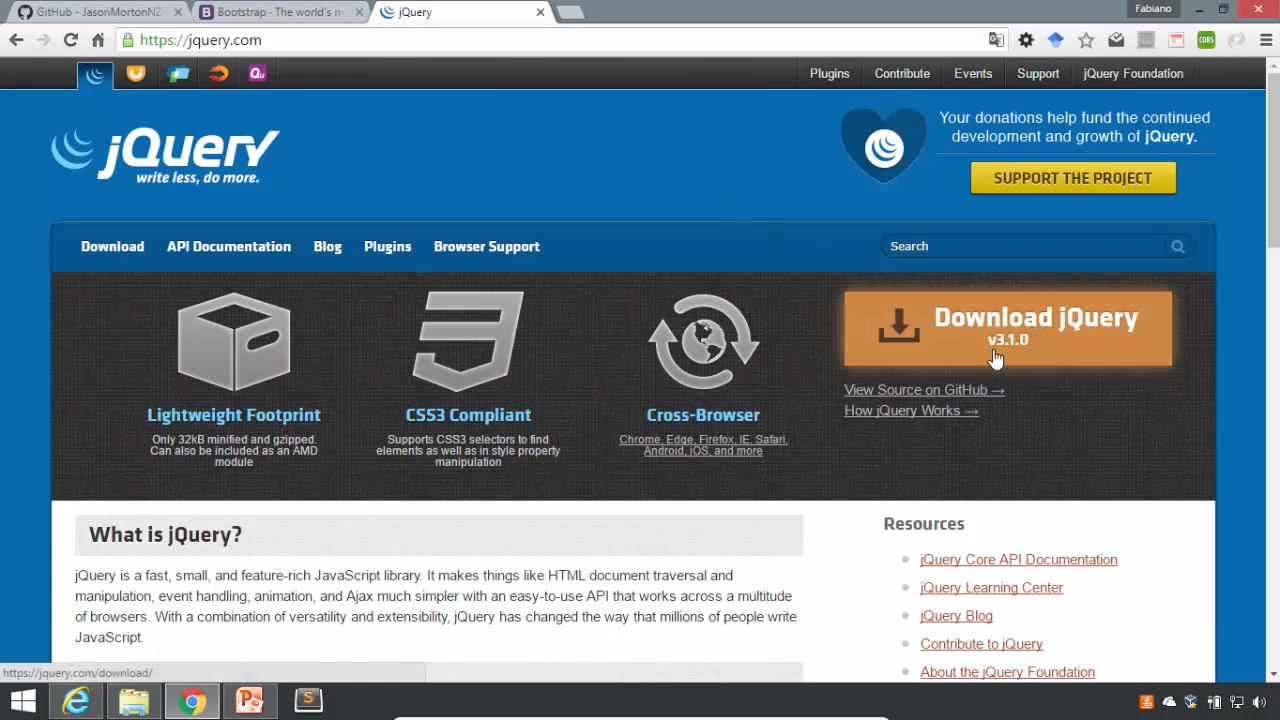 GitHub - JasonMortonNZ
Bootstrap · The world's m
jQuery
Fabiano
https://jquery.com
CORS
Qu
Plugins
Contribute
Events
Support
jQuery Foundation
jQuery
write less, do more.
Your donations help fund the continued
development and growth of jQuery.
SUPPORT THE PROJECT
Download
API Documentation
Blog
Plugins
Browser Support
Search
Lightweight Footprint
Only 32kB minified and gzipped.
Can also be included as an AMD
module
CSS3 Compliant
Supports CSS3 selectors to find
elements as well as in style property
manipulation
Cross-Browser
Chrome, Edge, Firefox, IE, Safari,
Android, iOS, and more
Download jQuery
v3.1.0
View Source on GitHub →
How jQuery Works →
What is jQuery?
jQuery is a fast, small, and feature-rich JavaScript library. It makes things like HTML document traversal and
manipulation, event handling, animation, and Ajax much simpler with an easy-to-use API that works across a multitude
of browsers. With a combination of versatility and extensibility, jQuery has changed the way that millions of people write
JavaScript.
Resources
jQuery Core API Documentation
jQuery Learning Center
jQuery Blog
Contribute to jQuery
About the jQuery Foundation
https://jquery.com/download/